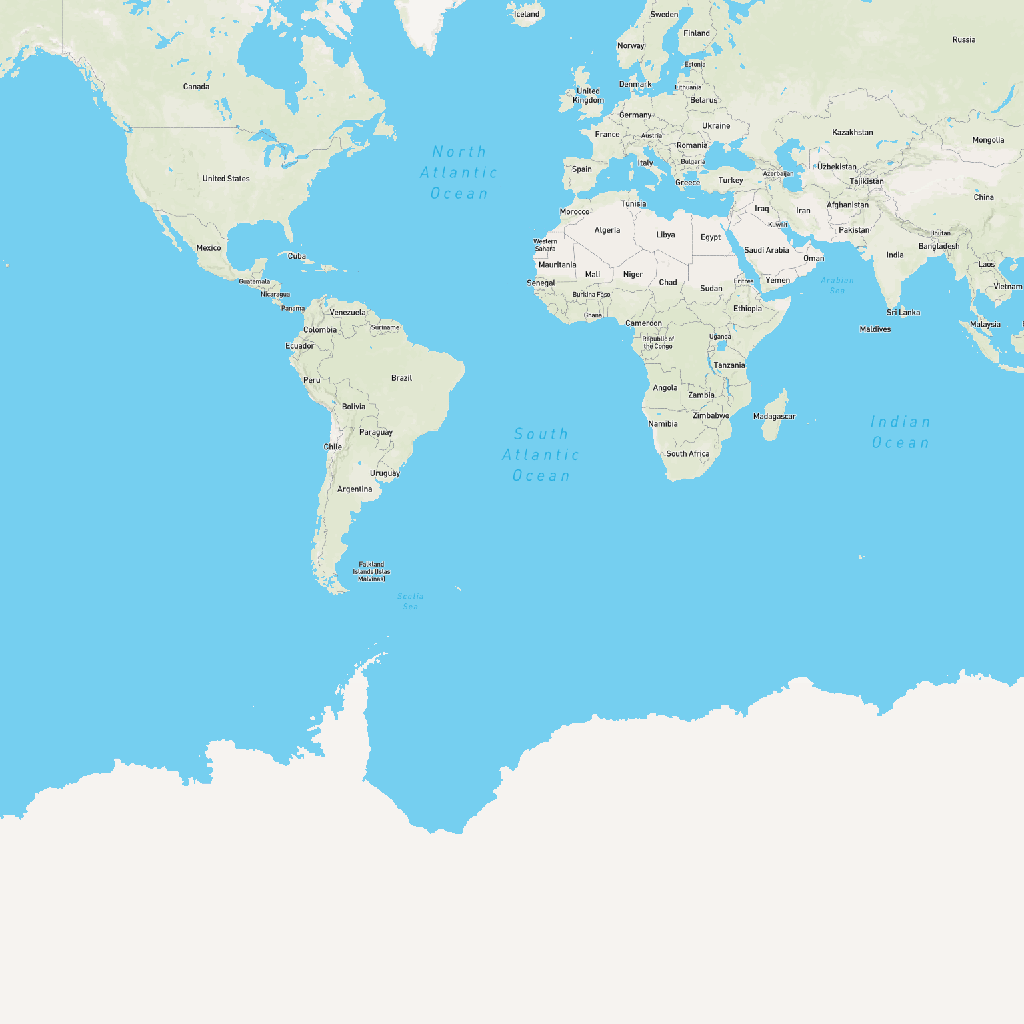 Iceland
Sweden
Finland
Russia
Norway
Estonia
Canada
Denmark
Lithuania
United
Kingdom
Belarus
Germany
Ukraine
France
Austria
Kazakhstan
Mongolia
Romania
North
Atlantic
Ocean
Italy
Bulgaria
Spain
Uzbekistan
Azerbaijan
Tajikistan
United States
Greece
Turkey
China
Tunisia
Afghanistan
Morocco
Iraq
Iran
Kuwait
Algeria
Libya
Egypt
Pakistan
Bhutan
Mexico
Western
Sahara
Saudi Arabia
Bangladesh
Cuba
Oman
India
Mauritania
Laos
Mali
Niger
Guatemala
Senegal
Chad
Sudan
Eritrea
Yemen
Arabian
Sea
Vietnam
Nicaragua
Burkina Faso
Panama
Venezuela
Ghana
Ethiopia
Sri Lanka
Colombia
Suriname
Cameroon
Maldives
Malaysia
Ecuador
Republic of
the Congo
Uganda
Tanzania
Peru
Brazil
Angola
Zambia
Bolivia
Zimbabwe
Madagascar
Namibia
Indian
Ocean
Paraguay
South
Atlantic
Ocean
Chile
South Africa
Uruguay
Argentina
Falkland
Islands (Islas
Malvinas)
Scotia
Sea